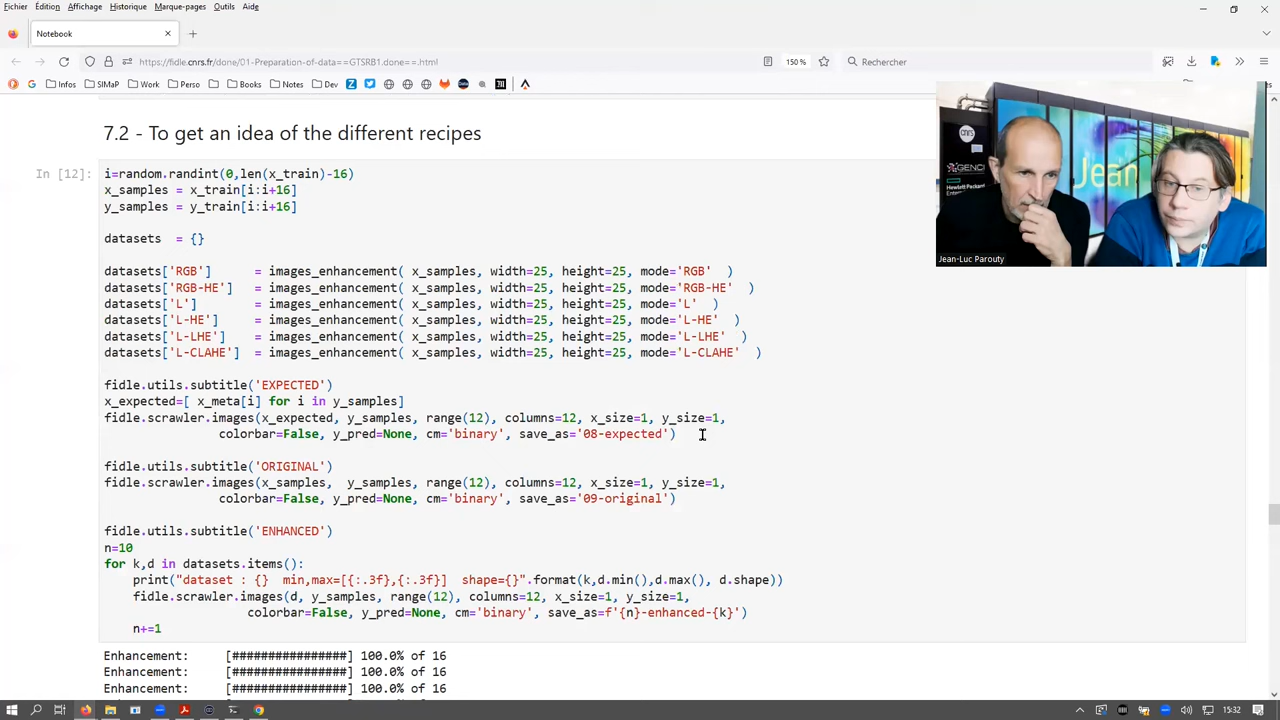 Fichier Édition Affichage Historique Marque-pages Outils Aide
Notebook
https://fidle.cnrs.fr/done/01-Preparation-of-data==GTSRB1.done==.html
150 %
Rechercher
Infos SIMaP Work Perso Books Notes Dev
7.2 - To get an idea of the different recipes
In [12]:
i=random.randint(0,len(x_train)-16)
x_samples = x_train[i:i+16]
y_samples = y_train[i:i+16]
datasets = {}
datasets['RGB'] = images_enhancement( x_samples, width=25, height=25, mode='RGB' )
datasets['RGB-HE'] = images_enhancement( x_samples, width=25, height=25, mode='RGB-HE' )
datasets['L'] = images_enhancement( x_samples, width=25, height=25, mode='L' )
datasets['L-HE'] = images_enhancement( x_samples, width=25, height=25, mode='L-HE' )
datasets['L-LHE'] = images_enhancement( x_samples, width=25, height=25, mode='L-LHE' )
datasets['L-CLAHE'] = images_enhancement( x_samples, width=25, height=25, mode='L-CLAHE' )
fidle.utils.subtitle('EXPECTED')
x_expected=[ x_meta[i] for i in y_samples]
fidle.scrawler.images(x_expected, y_samples, range(12), columns=12, x_size=1, y_size=1,
colorbar=False, y_pred=None, cm='binary', save_as='08-expected')
fidle.utils.subtitle('ORIGINAL')
fidle.scrawler.images(x_samples, y_samples, range(12), columns=12, x_size=1, y_size=1,
colorbar=False, y_pred=None, cm='binary', save_as='09-original')
fidle.utils.subtitle('ENHANCED')
n=10
for k,d in datasets.items():
print("dataset : {} min,max=[{:.3f},{:.3f}] shape={}".format(k,d.min(),d.max(), d.shape))
fidle.scrawler.images(d, y_samples, range(12), columns=12, x_size=1, y_size=1,
colorbar=False, y_pred=None, cm='binary', save_as=f'{n}-enhanced-{k}')
n+=1
Enhancement: [################] 100.0% of 16
Enhancement: [################] 100.0% of 16
Enhancement: [################] 100.0% of 16
cnrs
GENCI
Hewlett Packard
Jean
Jean-Luc Parouty
15:32